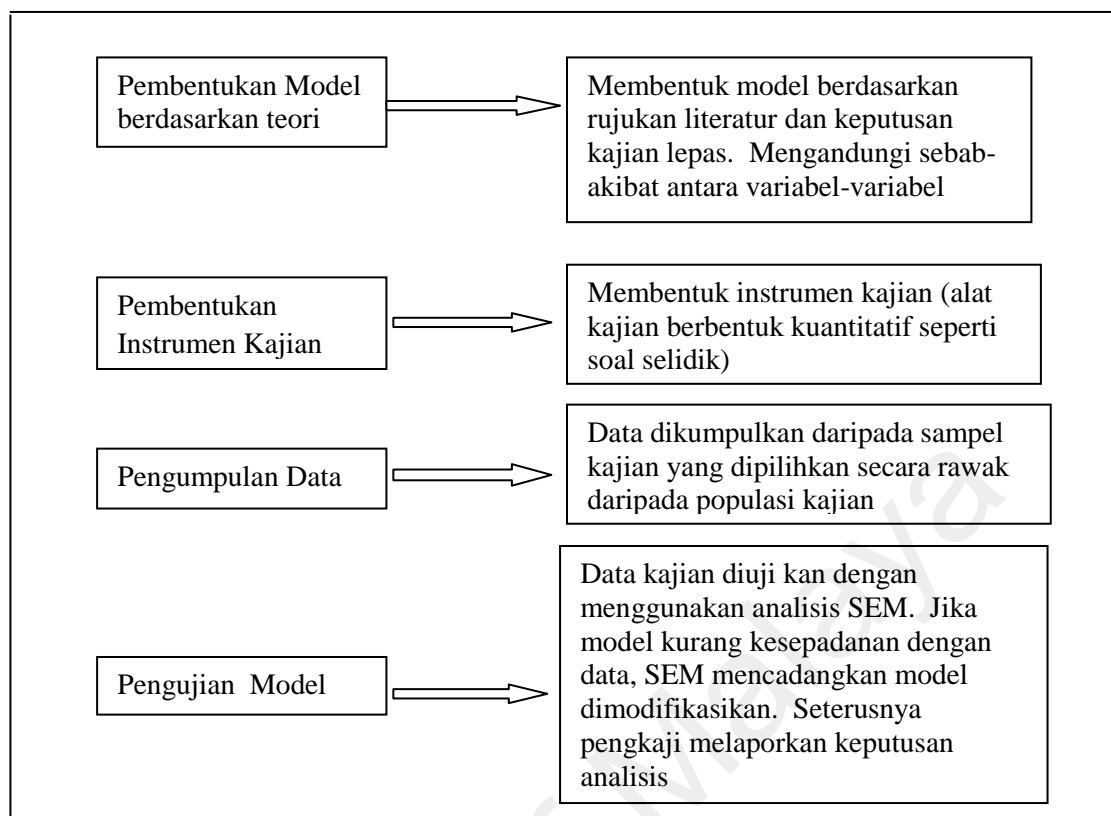 Pembentukan Model
berdasarkan teori
Membentuk model berdasarkan
rujukan literatur dan keputusan
kajian lepas.  Mengandungi sebab-
akibat antara variabel-variabel
Pembentukan
Instrumen Kajian
Membentuk instrumen kajian (alat
kajian berbentuk kuantitatif seperti
soal selidik)
Pengumpulan Data
Data dikumpulkan daripada sampel
kajian yang dipilihkan secara rawak
daripada populasi kajian
Pengujian  Model
Data kajian diuji kan dengan
menggunakan analisis SEM.  Jika
model kurang kesepadanan dengan
data, SEM mencadangkan model
dimodifikasikan.  Seterusnya
pengkaji melaporkan keputusan
analisis
Malaya